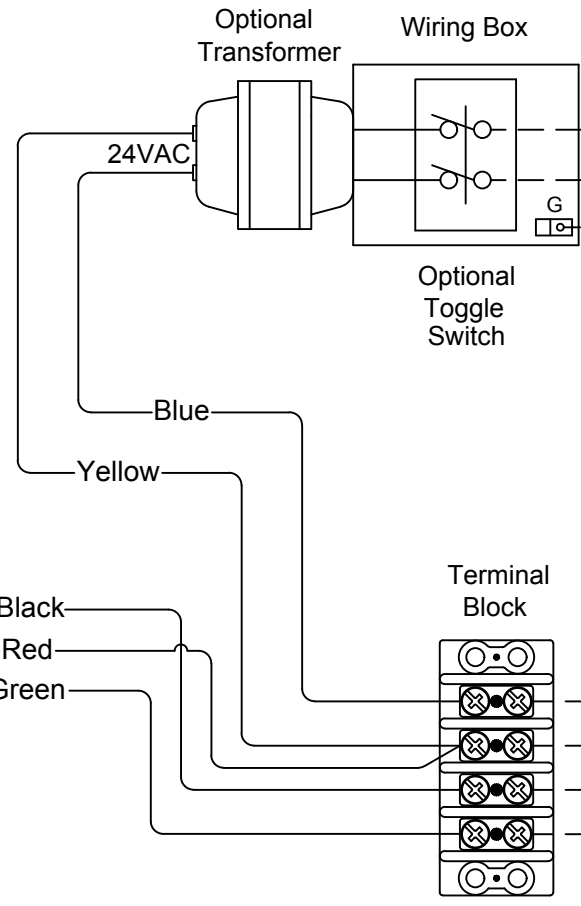 Optional
Transformer
Wiring Box
24VAC
G
Optional
Toggle
Switch
Blue
Yellow
Terminal
Block
Black
Red
Green